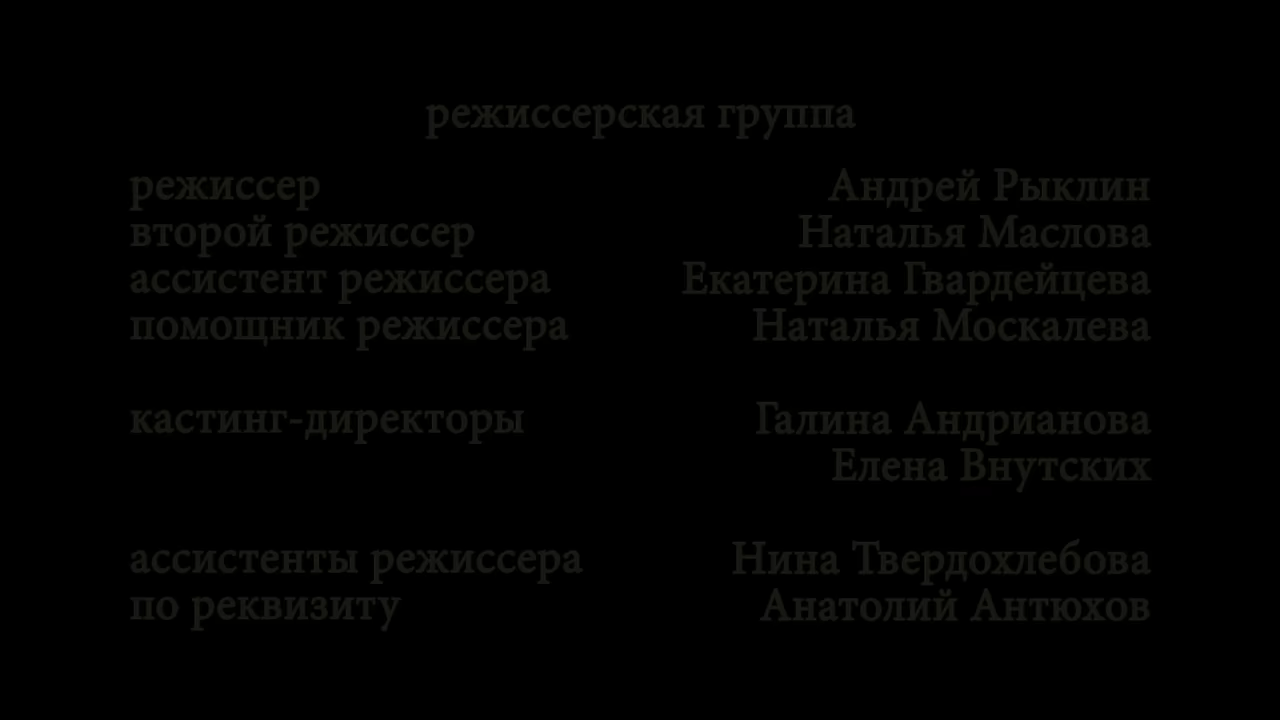 режиссерская группа
режиссер Андрей Рыклин
второй режиссер Наталья Маслова
ассистент режиссера Екатерина Гвардейцева
помощник режиссера Наталья Москалева
кастинг-директоры Галина Андрианова
Елена Внутских
ассистенты режиссера Нина Твердохлебова
по реквизиту Анатолий Антюхов